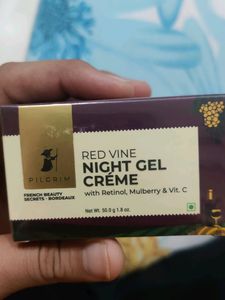 PILGRIM
FRENCH BEAUTY
SECRETS - BORDEAUX
RED VINE
NIGHT GEL
CRÉME
with Retinol, Mulberry & Vit. C
Net Wt. 50.0 g 1.8 oz.